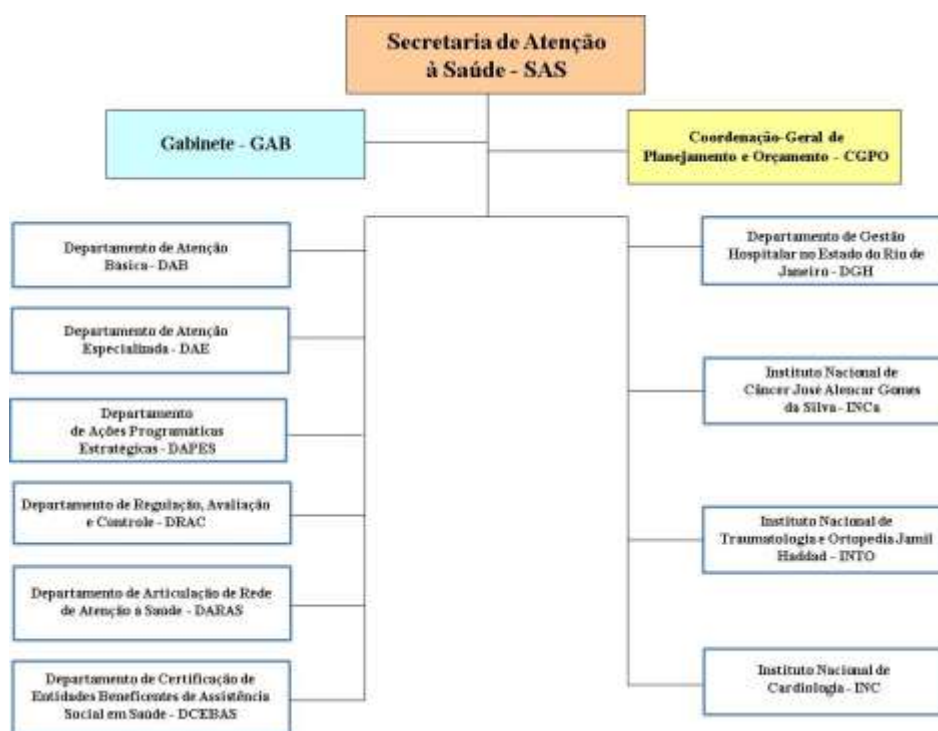 Secretaria de Atenção
à Saúde - SAS
Gabinete - GAB
Coordenação-Geral de
Planejamento e Orçamento - CGPO
Departamento de Atenção
Básica - DAB
Departamento de Atenção
Especializada - DAE
Departamento
de Ações Programáticas
Estratégicas - DAPES
Departamento de Regulação, Avaliação
e Controle - DRAC
Departamento de Articulação de Rede
de Atenção à Saúde - DARAS
Departamento de Certificação de
Entidades Beneficentes de Assistência
Social em Saúde - DCEBAS
Departamento de Gestão
Hospitalar no Estado do Rio de
Janeiro - DGH
Instituto Nacional de
Câncer José Alencar Gomes
da Silva - INCa
Instituto Nacional de
Traumatologia e Ortopedia Jamil
Haddad - INTO
Instituto Nacional de
Cardiologia - INC